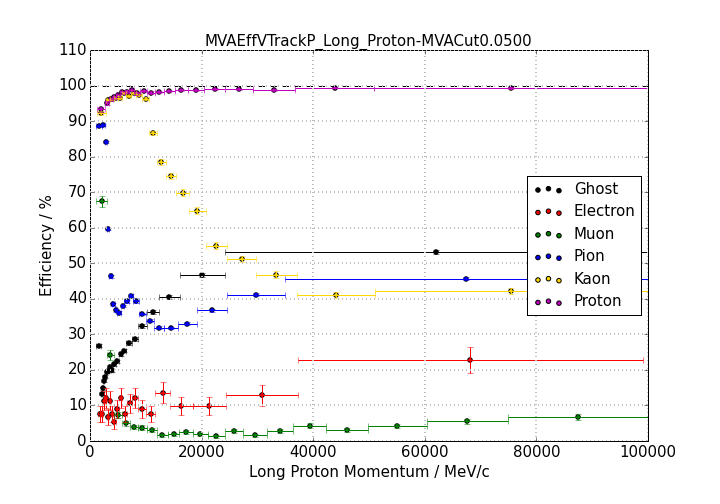 MVAEffVTrackP_Long_Proton-MVACut0.0500
110
100
90
80
70
60
50
40
30
20
10
0
Efficiency / %
Ghost
Electron
Muon
Pion
Kaon
Proton
0 20000 40000 60000 80000 100000
Long Proton Momentum / MeV/c